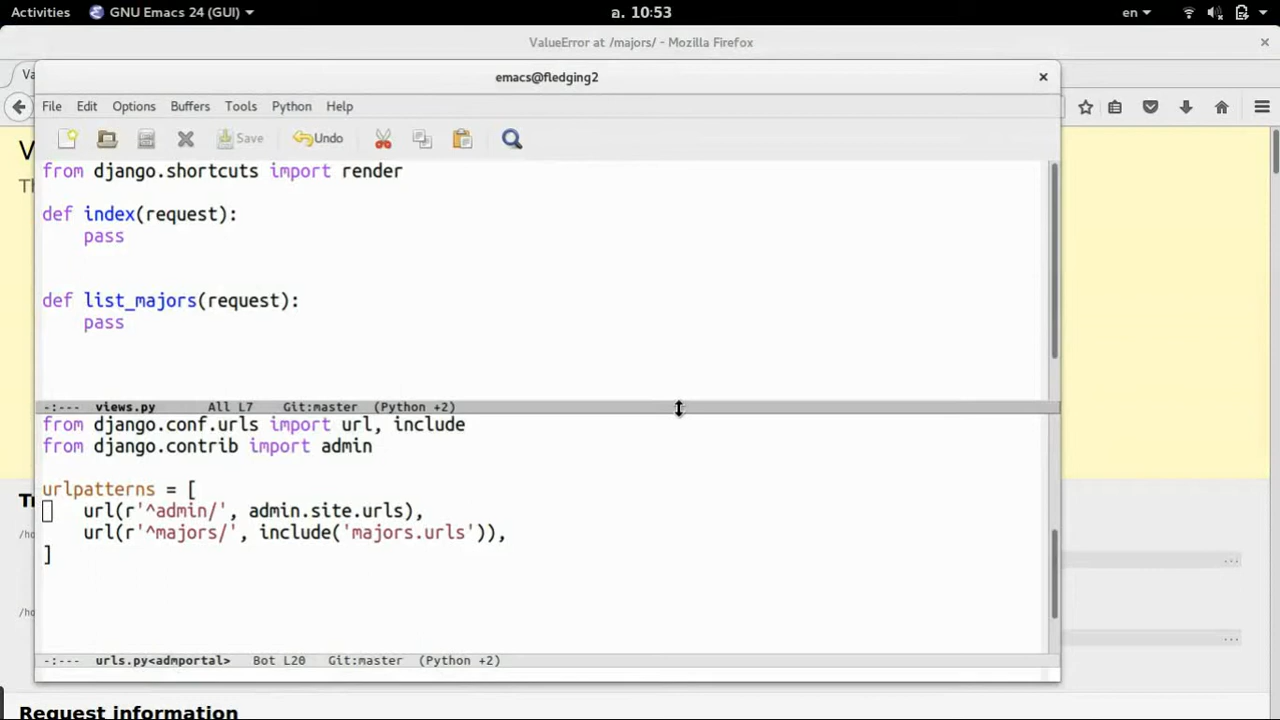 Activities GNU Emacs 24 (GUI) อ. 10:53 en
ValueError at /majors/ - Mozilla Firefox
emacs@fledging2
File Edit Options Buffers Tools Python Help
Save Undo
from django.shortcuts import render
def index(request):
    pass
def list_majors(request):
    pass
-:--- views.py All L7 Git:master (Python +2)
from django.conf.urls import url, include
from django.contrib import admin
urlpatterns = [
    url(r'^admin/', admin.site.urls),
    url(r'^majors/', include('majors.urls')),
]
-:--- urls.py<admportal> Bot L20 Git:master (Python +2)
Request information